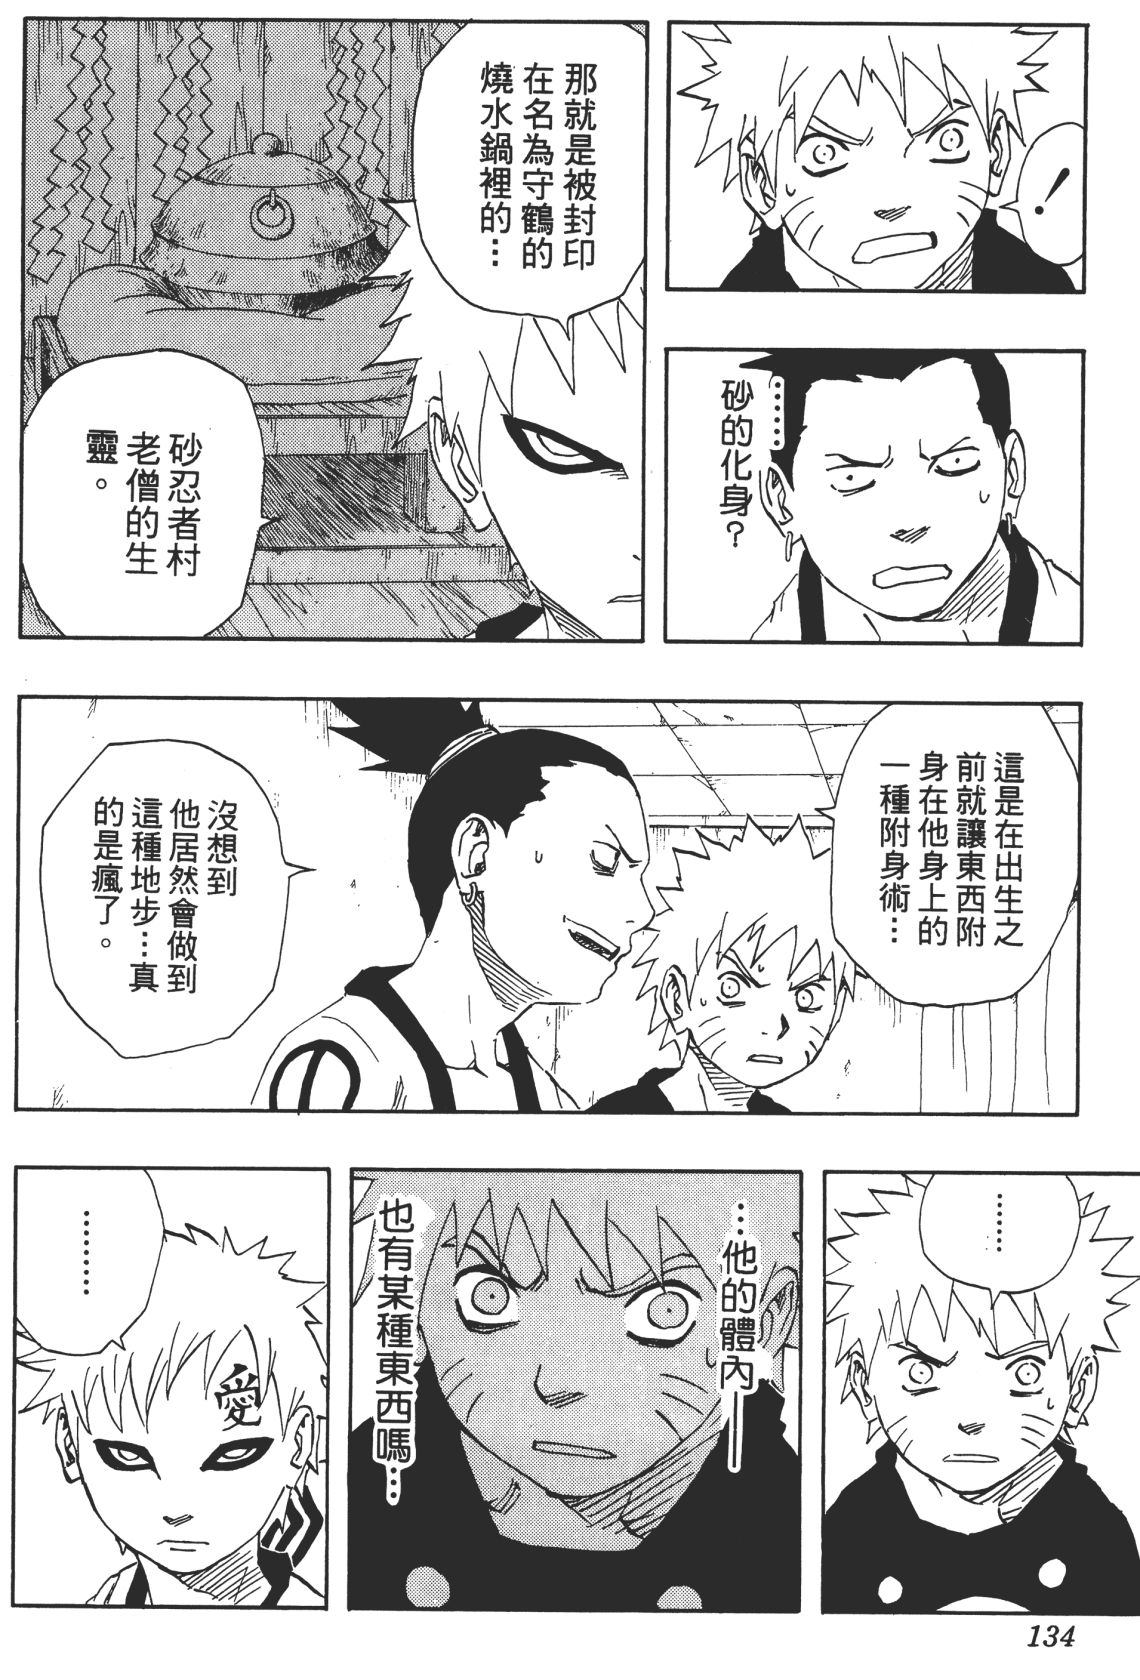 ！
……
砂的化身？
那就是被封印
在名為守鶴的
燒水鍋裡的…
砂忍者村
老僧的生
靈。
這是在出生之
前就讓東西附
身在他身上的
一種附身術…
沒想到
他居然會做到
這種地步…真
的是瘋了。
……
…他的體內──
也有某種東西嗎…
………
愛
134